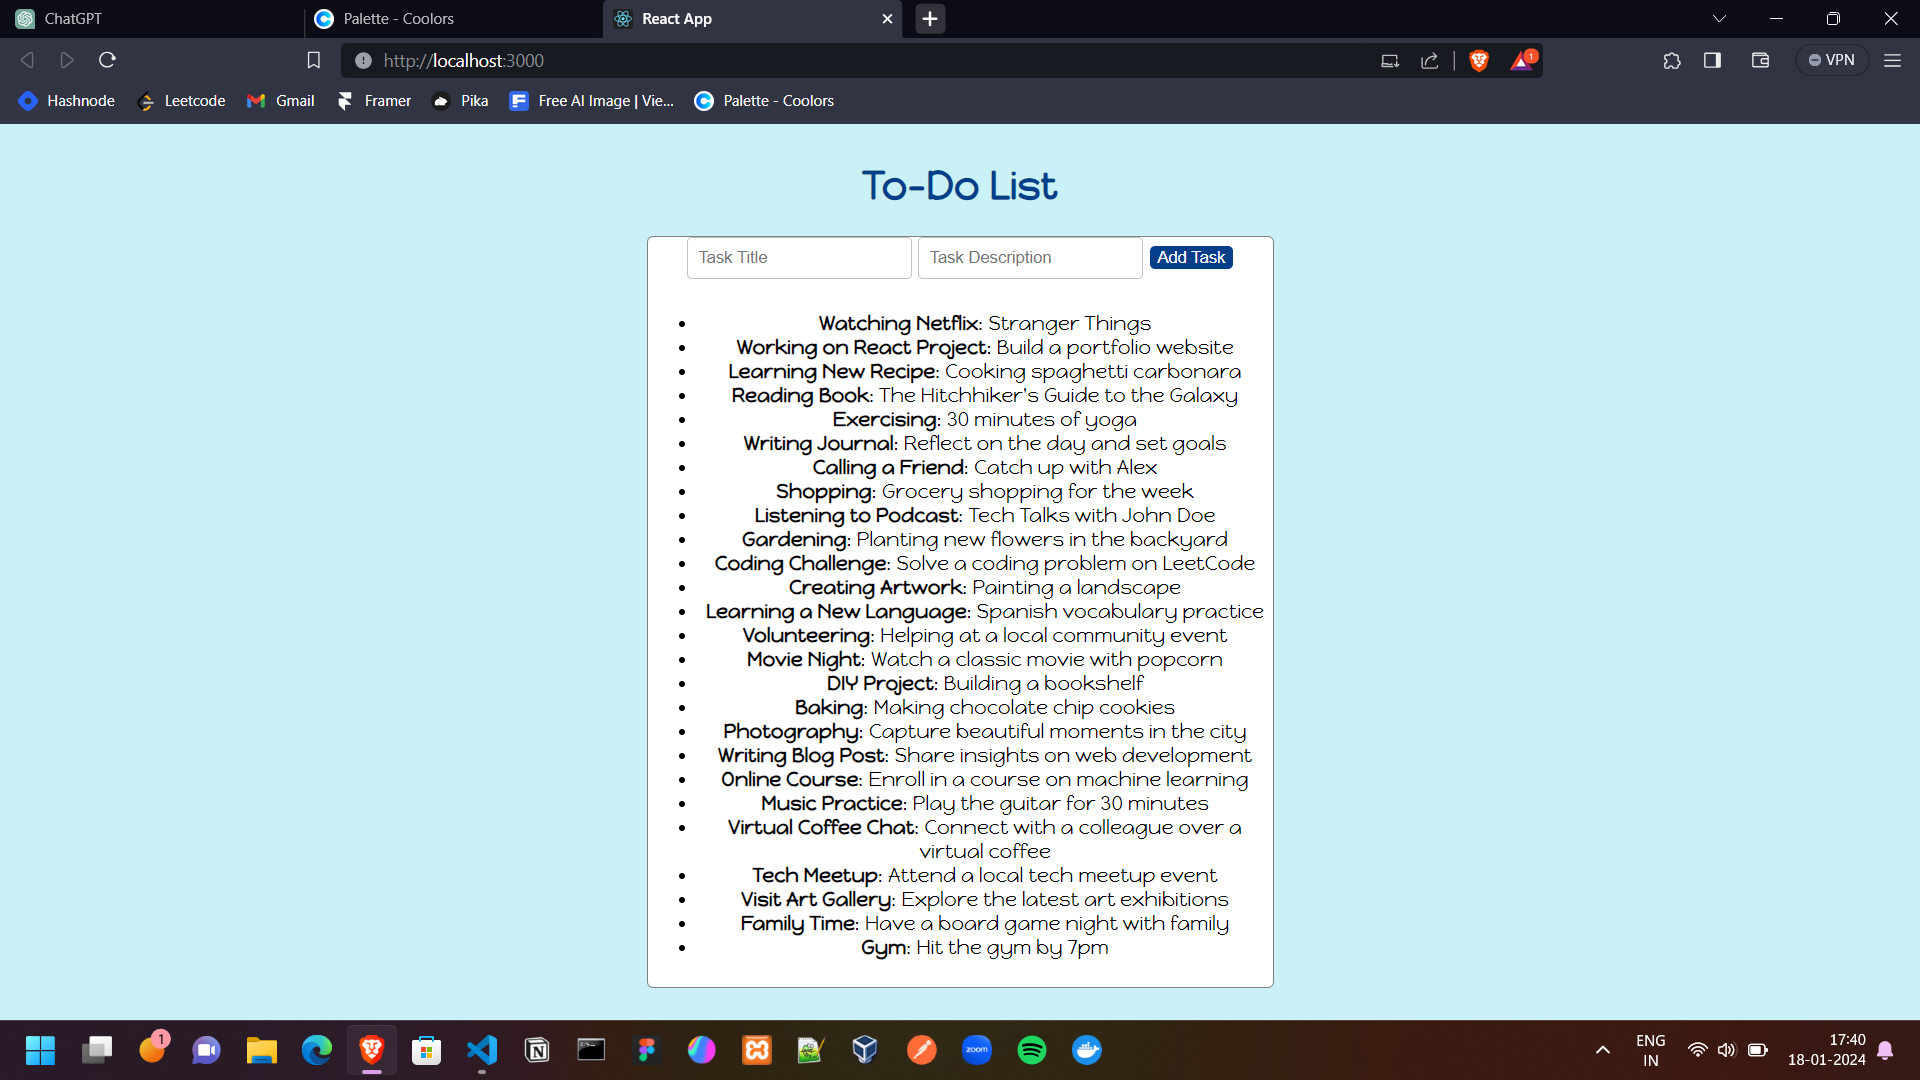 ChatGPT
Palette - Coolors
React App
http://localhost:3000
1
VPN
Hashnode
Leetcode
Gmail
Framer
Pika
Free AI Image | Vie...
Palette - Coolors
To-Do List
Task Title
Task Description
Add Task
• Watching Netflix: Stranger Things
• Working on React Project: Build a portfolio website
• Learning New Recipe: Cooking spaghetti carbonara
• Reading Book: The Hitchhiker's Guide to the Galaxy
• Exercising: 30 minutes of yoga
• Writing Journal: Reflect on the day and set goals
• Calling a Friend: Catch up with Alex
• Shopping: Grocery shopping for the week
• Listening to Podcast: Tech Talks with John Doe
• Gardening: Planting new flowers in the backyard
• Coding Challenge: Solve a coding problem on LeetCode
• Creating Artwork: Painting a landscape
• Learning a New Language: Spanish vocabulary practice
• Volunteering: Helping at a local community event
• Movie Night: Watch a classic movie with popcorn
• DIY Project: Building a bookshelf
• Baking: Making chocolate chip cookies
• Photography: Capture beautiful moments in the city
• Writing Blog Post: Share insights on web development
• Online Course: Enroll in a course on machine learning
• Music Practice: Play the guitar for 30 minutes
• Virtual Coffee Chat: Connect with a colleague over a
virtual coffee
• Tech Meetup: Attend a local tech meetup event
• Visit Art Gallery: Explore the latest art exhibitions
• Family Time: Have a board game night with family
• Gym: Hit the gym by 7pm
1
zoom
ENG
IN
17:40
18-01-2024